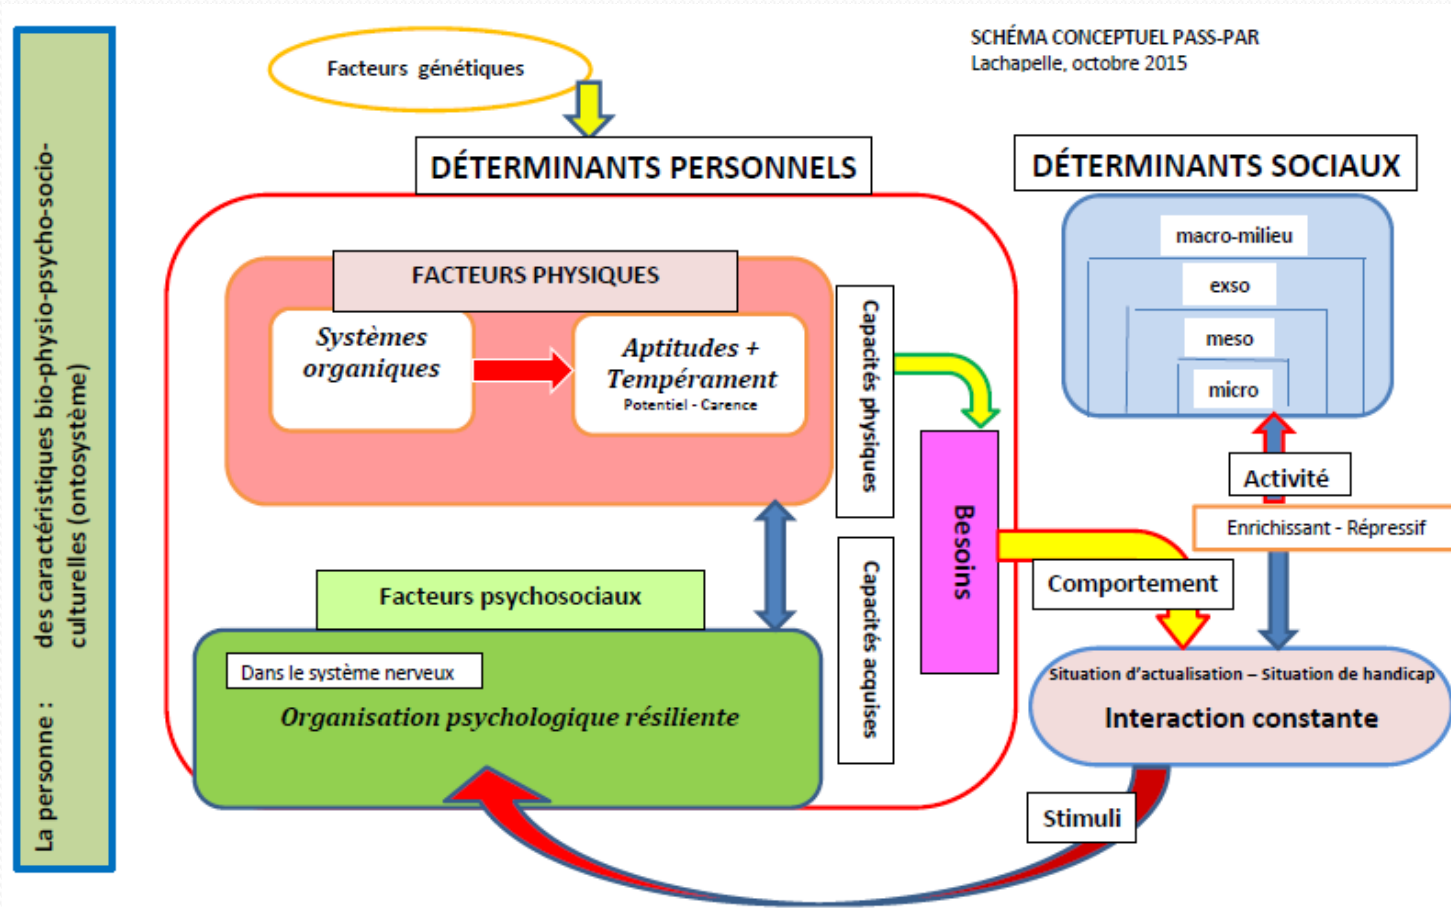 SCHÉMA CONCEPTUEL PASS-PAR
Lachapelle, octobre 2015
La personne : des caractéristiques bio-physio-psycho-socio-
culturelles (ontosystème)
Facteurs génétiques
DÉTERMINANTS PERSONNELS
DÉTERMINANTS SOCIAUX
macro-milieu
exso
meso
micro
FACTEURS PHYSIQUES
Systèmes
organiques
Aptitudes +
Tempérament
Potentiel - Carence
Capacités physiques
Besoins
Activité
Enrichissant - Répressif
Comportement
Facteurs psychosociaux
Capacités acquises
Dans le système nerveux
Organisation psychologique résiliente
Situation d'actualisation – Situation de handicap
Interaction constante
Stimuli